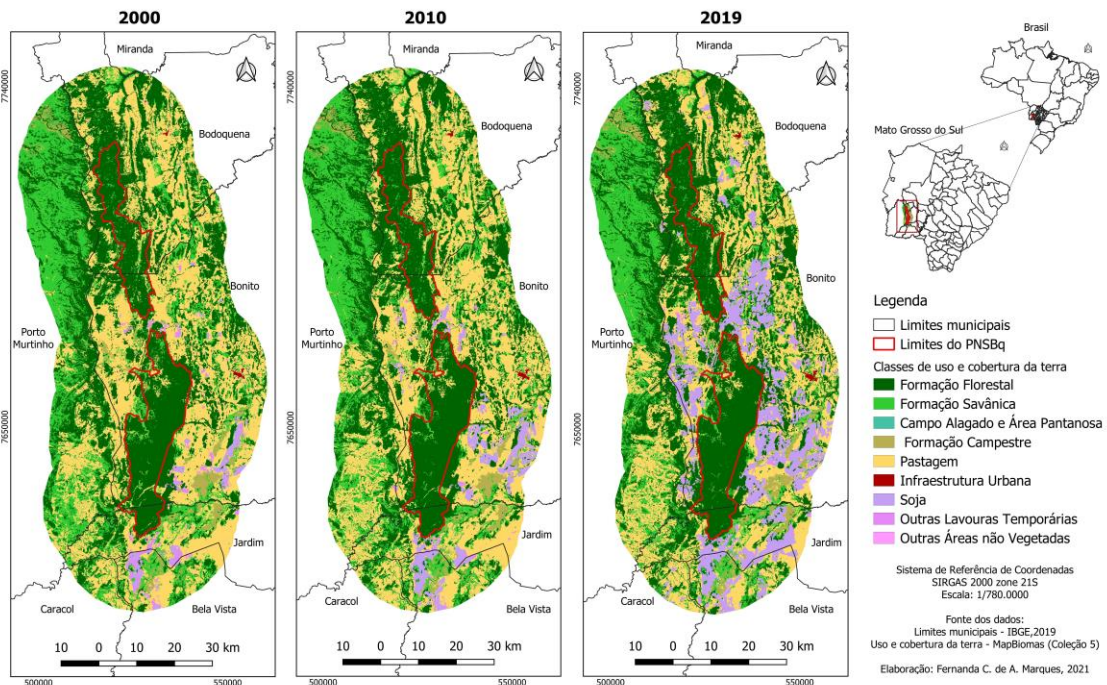 2000
Miranda
Bodoquena
Bonito
Porto
Murtinho
Jardim
Caracol
Bela Vista
10 0 10 20 30 km
7740000
7650000
500000
550000
2010
Miranda
Bodoquena
Bonito
Porto
Murtinho
Jardim
Caracol
Bela Vista
10 0 10 20 30 km
7740000
7650000
500000
550000
2019
Miranda
Bodoquena
Bonito
Porto
Murtinho
Jardim
Caracol
Bela Vista
10 0 10 20 30 km
7740000
7650000
500000
550000
Brasil
Mato Grosso do Sul
Legenda
Limites municipais
Limites do PNSBq
Classes de uso e cobertura da terra
Formação Florestal
Formação Savânica
Campo Alagado e Área Pantanosa
Formação Campestre
Pastagem
Infraestrutura Urbana
Soja
Outras Lavouras Temporárias
Outras Áreas não Vegetadas
Sistema de Referência de Coordenadas
SIRGAS 2000 zone 21S
Escala: 1/780.0000
Fonte dos dados:
Limites municipais - IBGE,2019
Uso e cobertura da terra - MapBiomas (Coleção 5)
Elaboração: Fernanda C. de A. Marques, 2021